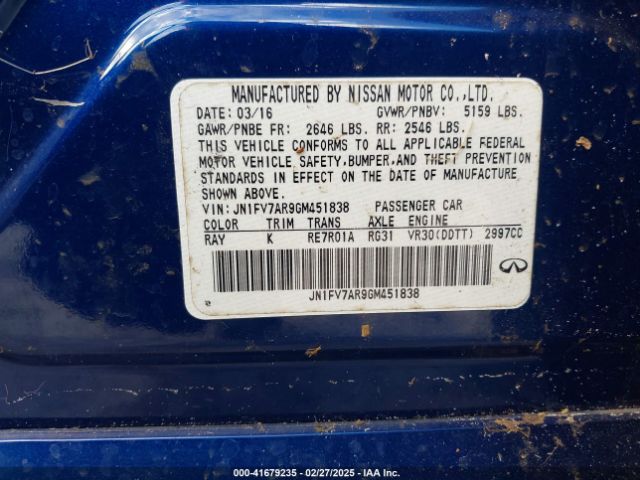 MANUFACTURED BY NISSAN MOTOR CO.,LTD.
DATE: 03/16 GVWR/PNBV: 5159 LBS.
GAWR/PNBE FR: 2646 LBS. RR: 2546 LBS.
THIS VEHICLE CONFORMS TO ALL APPLICABLE FEDERAL
MOTOR VEHICLE SAFETY,BUMPER,AND THEFT PREVENTION
STANDARDS IN EFFECT ON THE DATE OF MANUFACTURE
SHOWN ABOVE.
VIN: JN1FV7AR9GM451838 PASSENGER CAR
COLOR TRIM TRANS AXLE ENGINE
RAY K RE7R01A RG31 VR30(DDTT) 2997CC
JN1FV7AR9GM451838
000-41679235 - 02/27/2025 - IAA Inc.